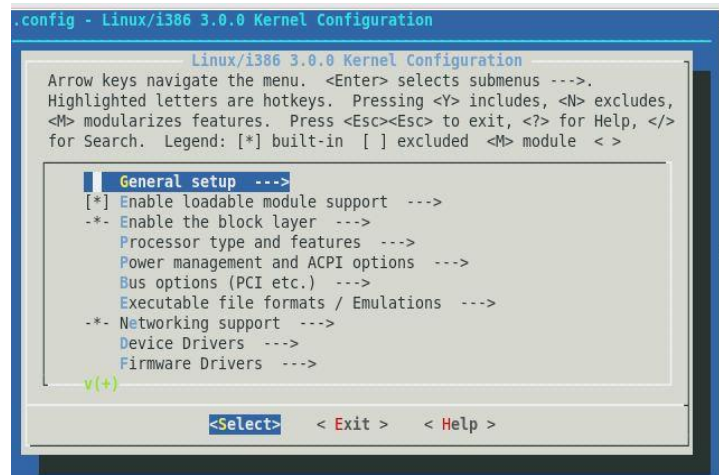 .config - Linux/i386 3.0.0 Kernel Configuration
Linux/i386 3.0.0 Kernel Configuration
Arrow keys navigate the menu.  <Enter> selects submenus --->.
Highlighted letters are hotkeys.  Pressing <Y> includes, <N> excludes,
<M> modularizes features.  Press <Esc><Esc> to exit, <?> for Help, </>
for Search.  Legend: [*] built-in  [ ] excluded  <M> module  < >
General setup  --->
[*] Enable loadable module support  --->
-*- Enable the block layer  --->
Processor type and features  --->
Power management and ACPI options  --->
Bus options (PCI etc.)  --->
Executable file formats / Emulations  --->
-*- Networking support  --->
Device Drivers  --->
Firmware Drivers  --->
v(+)
<Select>    < Exit >    < Help >